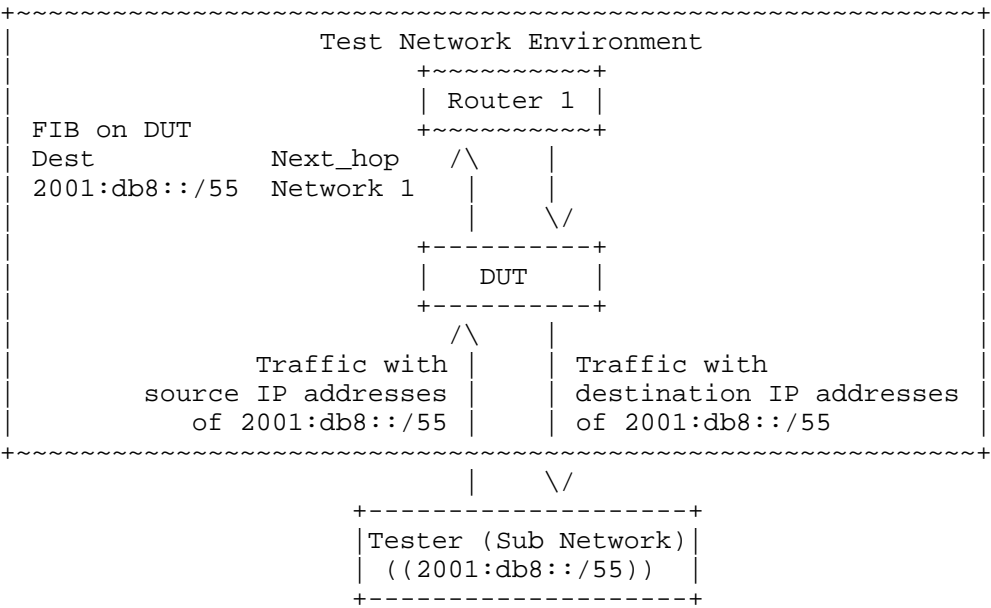 Test Network Environment
Router 1
FIB on DUT
Dest Next_hop
2001:db8::/55 Network 1
DUT
Traffic with Traffic with
source IP addresses destination IP addresses
of 2001:db8::/55 of 2001:db8::/55
Tester (Sub Network)
((2001:db8::/55))